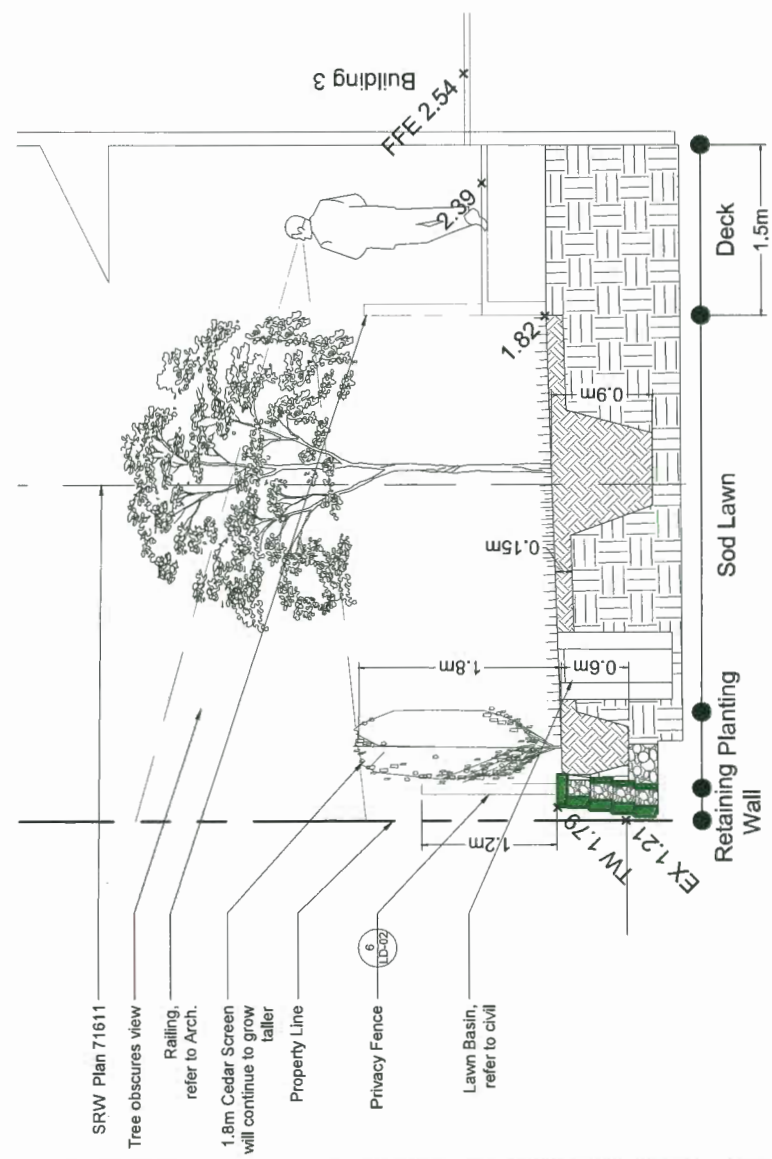 SRW Plan 71611
Tree obscures view
Railing,
refer to Arch.
1.8m Cedar Screen
will continue to grow
taller
Property Line
Privacy Fence
6
LD-02
Lawn Basin,
refer to civil
Building 3
FFE 2.54
2.39
1.82
0.9m
0.15m
1.8m
0.6m
1.2m
TW 1.79
EX 1.21
Retaining
Wall
Planting
Sod Lawn
Deck
1.5m